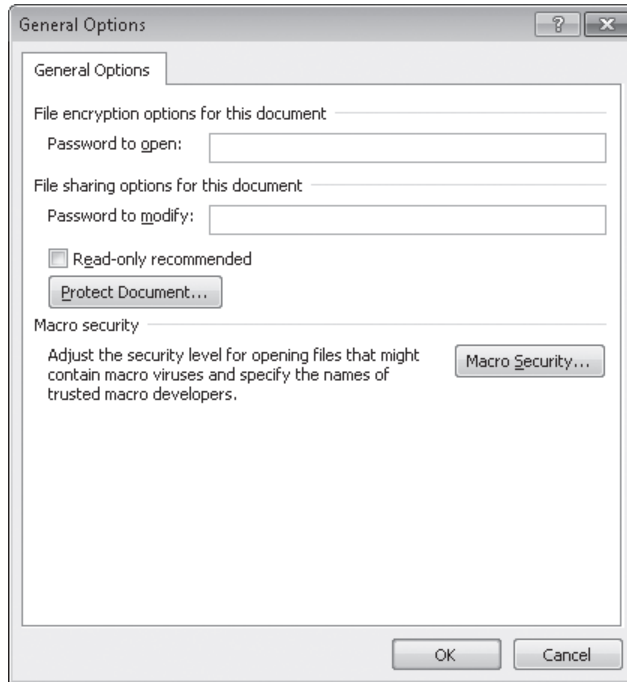 General Options
General Options
File encryption options for this document
Password to open:
File sharing options for this document
Password to modify:
Read-only recommended
Protect Document...
Macro security
Adjust the security level for opening files that might
contain macro viruses and specify the names of
trusted macro developers.
Macro Security...
OK
Cancel